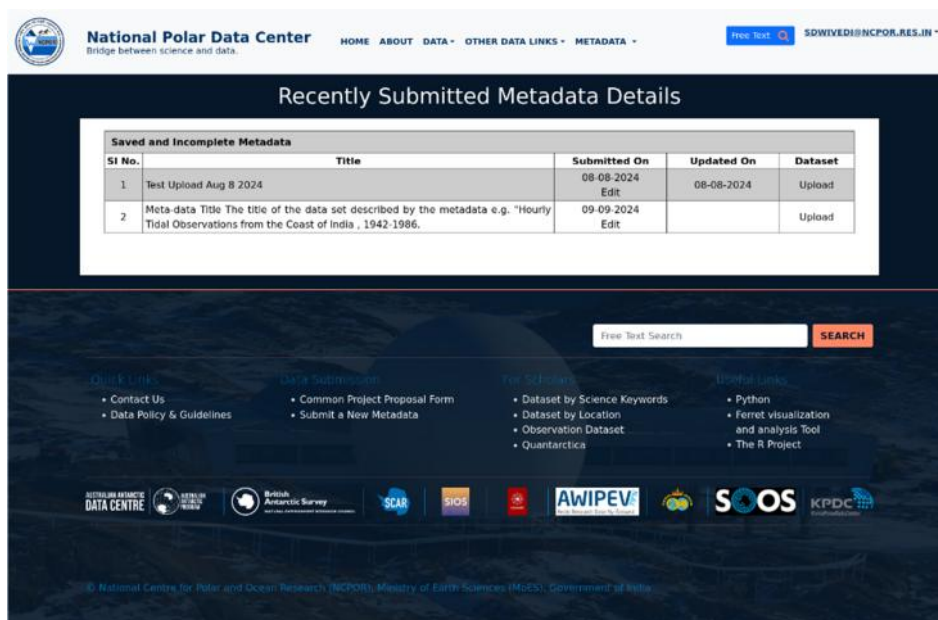 National Polar Data Center
Bridge between science and data.
HOME ABOUT DATA OTHER DATA LINKS METADATA
Free Text
SDWIVEDI@NCPOR.RES.IN
Recently Submitted Metadata Details
Saved and Incomplete Metadata
SI No. Title Submitted On Updated On Dataset
1 Test Upload Aug 8 2024 08-08-2024 Edit 08-08-2024 Upload
2 Meta-data Title The title of the data set described by the metadata e.g. "Hourly Tidal Observations from the Coast of India , 1942-1986. 09-09-2024 Edit Upload
Free Text Search SEARCH
Quick Links
• Contact Us
• Data Policy & Guidelines
Data Submission
• Common Project Proposal Form
• Submit a New Metadata
For Scholars
• Dataset by Science Keywords
• Dataset by Location
• Observation Dataset
• Quantarctica
Useful Links
• Python
• Ferret visualization
and analysis Tool
• The R Project
AUSTRALIAN ANTARCTIC
DATA CENTRE
British
Antarctic Survey
NATURAL ENVIRONMENT RESEARCH COUNCIL
SCAR
SIOS
AWIPEV
SOOS
KPDC
© National Centre for Polar and Ocean Research (NCPOR), Ministry of Earth Sciences (MoES), Government of India